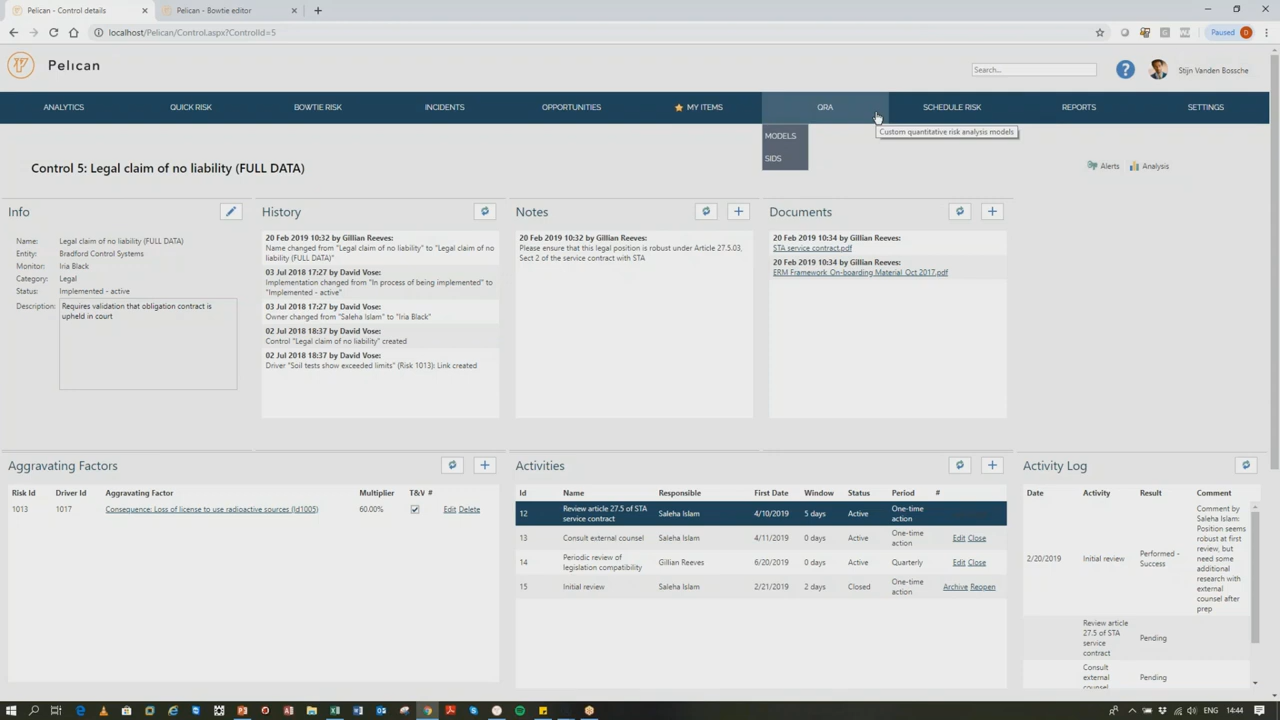 Pelican - Control details
Pelican - Bowtie editor
localhost/Pelican/Control.aspx?ControlId=5
Paused
D
Pelican
Search...
?
Stijn Vanden Bossche
ANALYTICS
QUICK RISK
BOWTIE RISK
INCIDENTS
OPPORTUNITIES
MY ITEMS
QRA
SCHEDULE RISK
REPORTS
SETTINGS
Custom quantitative risk analysis models
MODELS
SIDS
Control 5: Legal claim of no liability (FULL DATA)
Alerts
Analysis
Info
Name: Legal claim of no liability (FULL DATA)
Entity: Bradford Control Systems
Monitor: Iria Black
Category: Legal
Status: Implemented - active
Description: Requires validation that obligation contract is
upheld in court
History
20 Feb 2019 10:32 by Gillian Reeves:
Name changed from "Legal claim of no liability" to "Legal claim of no
liability (FULL DATA)"
03 Jul 2018 17:27 by David Vose:
Implementation changed from "In process of being implemented" to
"Implemented - active"
03 Jul 2018 17:27 by David Vose:
Owner changed from "Saleha Islam" to "Iria Black"
02 Jul 2018 18:37 by David Vose:
Control "Legal claim of no liability" created
02 Jul 2018 18:37 by David Vose:
Driver "Soil tests show exceeded limits" (Risk 1013): Link created
Notes
20 Feb 2019 10:32 by Gillian Reeves:
Please ensure that this legal position is robust under Article 27.5.03,
Sect 2 of the service contract with STA
Documents
20 Feb 2019 10:34 by Gillian Reeves:
STA service contract.pdf
20 Feb 2019 10:34 by Gillian Reeves:
ERM Framework On-boarding Material Oct 2017.pdf
Aggravating Factors
Risk Id Driver Id Aggravating Factor Multiplier T&V #
1013 1017 Consequence: Loss of license to use radioactive sources (Id1005) 60.00% Edit Delete
Activities
Id Name Responsible First Date Window Status Period #
12 Review article 27.5 of STA
service contract Saleha Islam 4/10/2019 5 days Active One-time
action
13 Consult external counsel Saleha Islam 4/11/2019 0 days Active One-time
action Edit Close
14 Periodic review of
legislation compatibility Gillian Reeves 6/20/2019 0 days Active Quarterly Edit Close
15 Initial review Saleha Islam 2/21/2019 2 days Closed One-time
action Archive Reopen
Activity Log
Date Activity Result Comment
2/20/2019 Initial review Performed -
Success
Comment by
Saleha Islam:
Position seems
robust at first
review, but
need some
additional
research with
external
counsel after
prep
Review article
27.5 of STA
service
contract
Pending
Consult
external
counsel
Pending
ENG
14:44